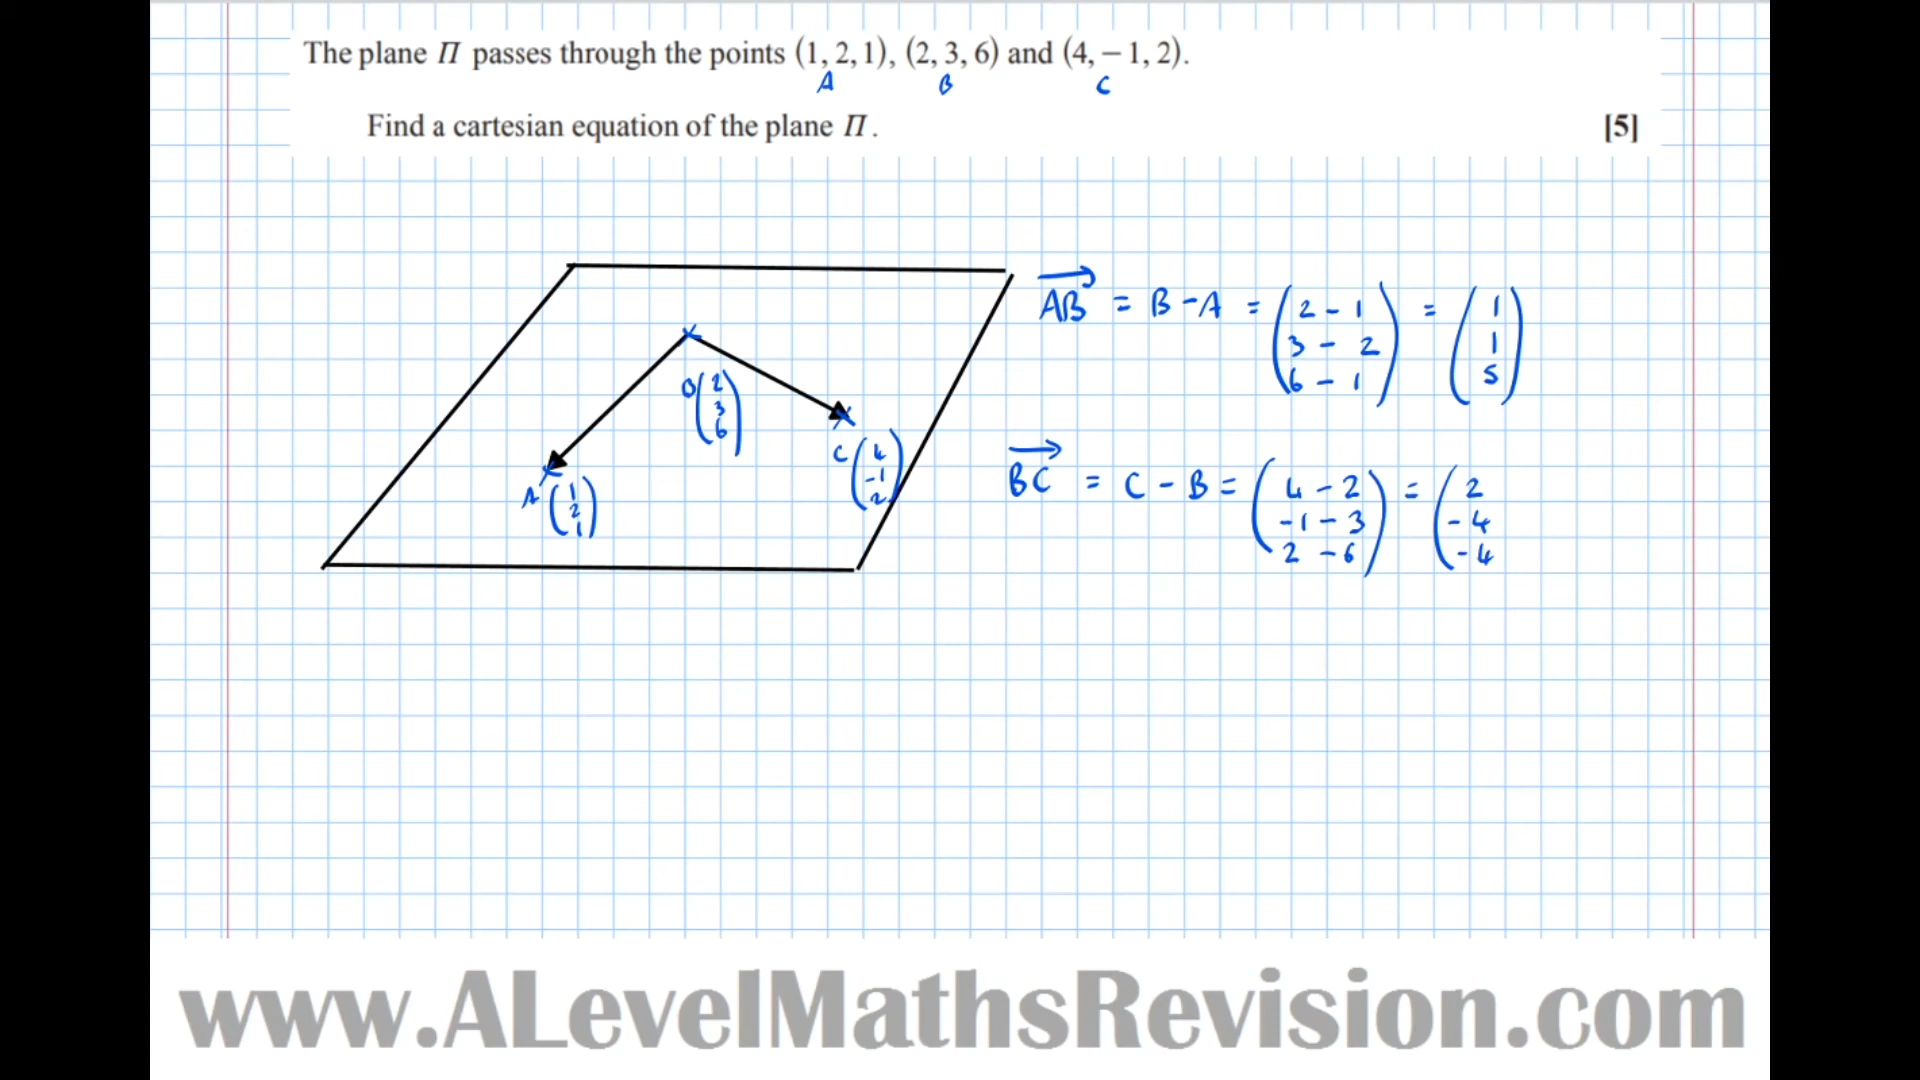 The plane Π passes through the points (1, 2, 1), (2, 3, 6) and (4, − 1, 2).
A B C
Find a cartesian equation of the plane Π . [5]
AB = B - A = (2 - 1 3 - 2 6 - 1) = (1 1 5)
B (2 3 6)
C (4 -1 2)
A (1 2 1)
BC = C - B = (4 - 2 -1 - 3 2 - 6) = (2 -4 -4
www.ALevelMathsRevision.com